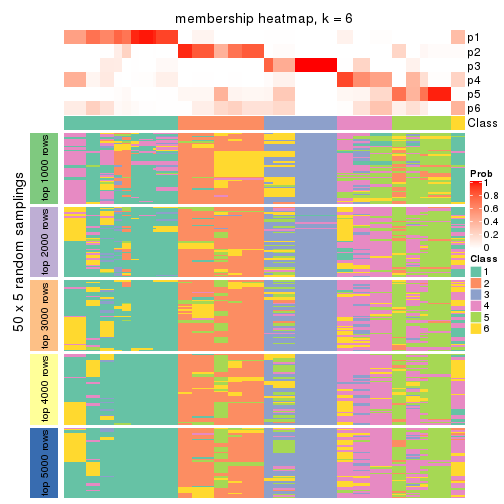 membership heatmap, k = 6
p1
p2
p3
p4
p5
p6
Class
50 x 5 random samplings
top 1000 rows
top 2000 rows
top 3000 rows
top 4000 rows
top 5000 rows
Prob
1
0.8
0.6
0.4
0.2
0
Class
1
2
3
4
5
6